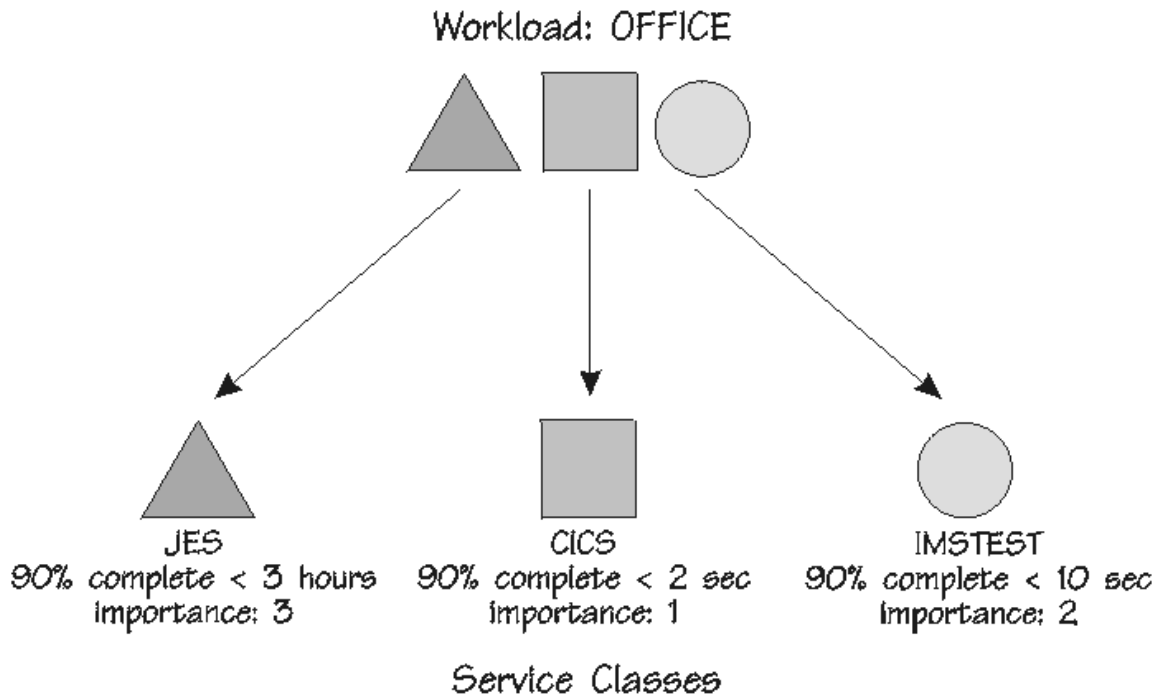 Workload: OFFICE
JES
90% complete < 3 hours
importance: 3
CICS
90% complete < 2 sec
importance: 1
IMSTEST
90% complete < 10 sec
importance: 2
Service Classes